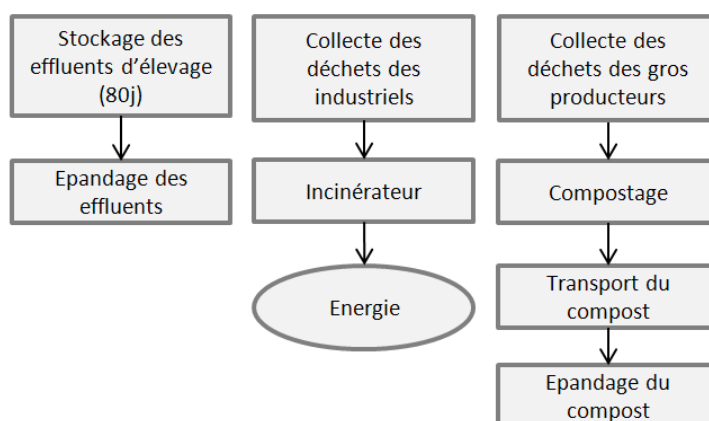 Stockage des
effluents d'élevage
(80j)
Epandage des
effluents
Collecte des
déchets des
industriels
Incinérateur
Energie
Collecte des
déchets des gros
producteurs
Compostage
Transport du
compost
Epandage du
compost